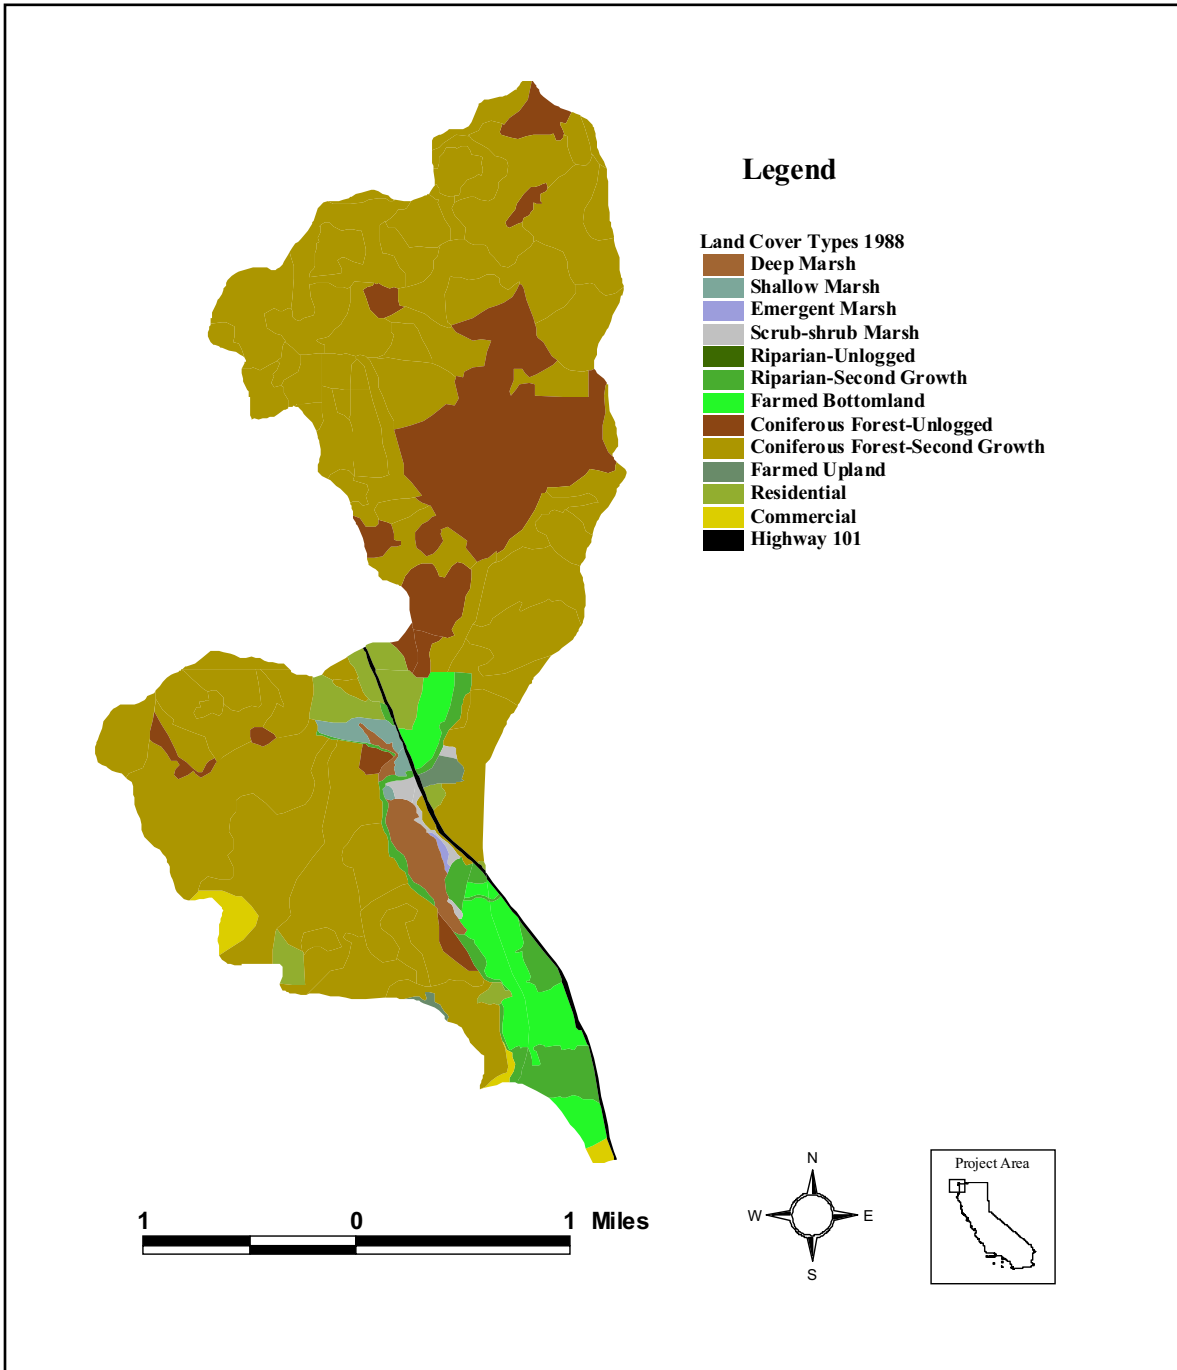 Legend
Land Cover Types 1988
Deep Marsh
Shallow Marsh
Emergent Marsh
Scrub-shrub Marsh
Riparian-Unlogged
Riparian-Second Growth
Farmed Bottomland
Coniferous Forest-Unlogged
Coniferous Forest-Second Growth
Farmed Upland
Residential
Commercial
Highway 101
1 0 1 Miles
N
W E
S
Project Area